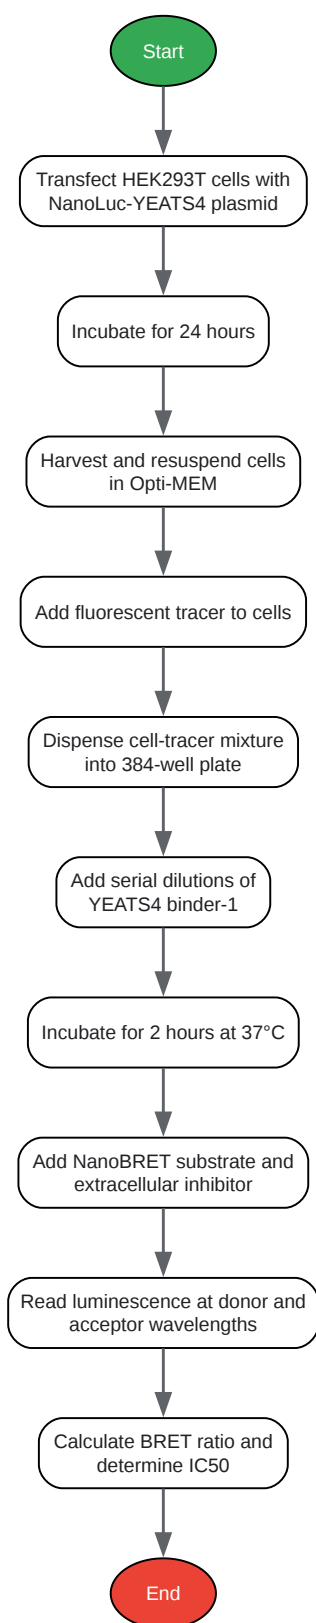 Start
Transfect HEK293T cells with
NanoLuc-YEATS4 plasmid
Incubate for 24 hours
Harvest and resuspend cells
in Opti-MEM
Add fluorescent tracer to cells
Dispense cell-tracer mixture
into 384-well plate
Add serial dilutions of
YEATS4 binder-1
Incubate for 2 hours at 37°C
Add NanoBRET substrate and
extracellular inhibitor
Read luminescence at donor and
acceptor wavelengths
Calculate BRET ratio and
determine IC50
End